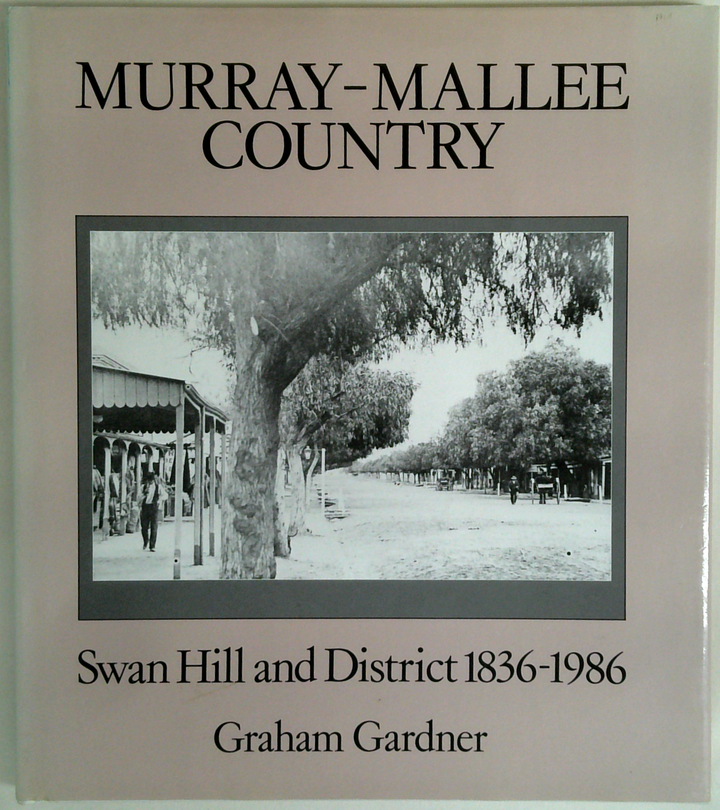 MURRAY-MALLEE
COUNTRY
Swan Hill and District 1836-1986
Graham Gardner